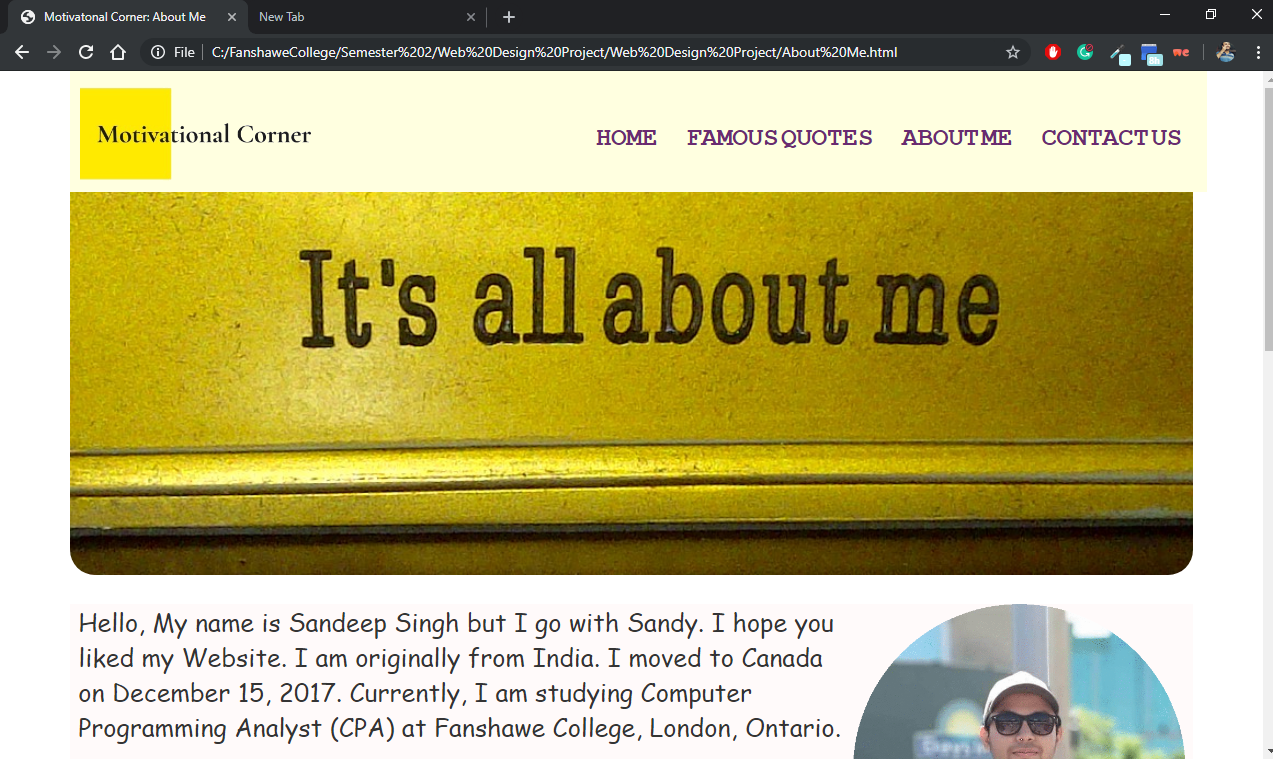 Motivatonal Corner: About Me
New Tab
File
C:/FanshaweCollege/Semester%202/Web%20Design%20Project/Web%20Design%20Project/About%20Me.html
8h
Motivational Corner
HOME
FAMOUS QUOTES
ABOUT ME
CONTACT US
It's all about me
Hello, My name is Sandeep Singh but I go with Sandy. I hope you
liked my Website. I am originally from India. I moved to Canada
on December 15, 2017. Currently, I am studying Computer
Programming Analyst (CPA) at Fanshawe College, London, Ontario.